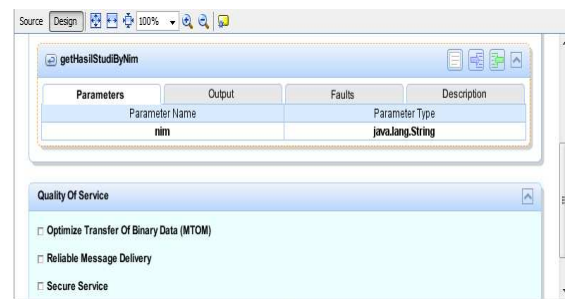 Source Design 100%
getHasilStudiByNim
Parameters Output Faults Description
Parameter Name Parameter Type
nim java.lang.String
Quality Of Service
Optimize Transfer Of Binary Data (MTOM)
Reliable Message Delivery
Secure Service